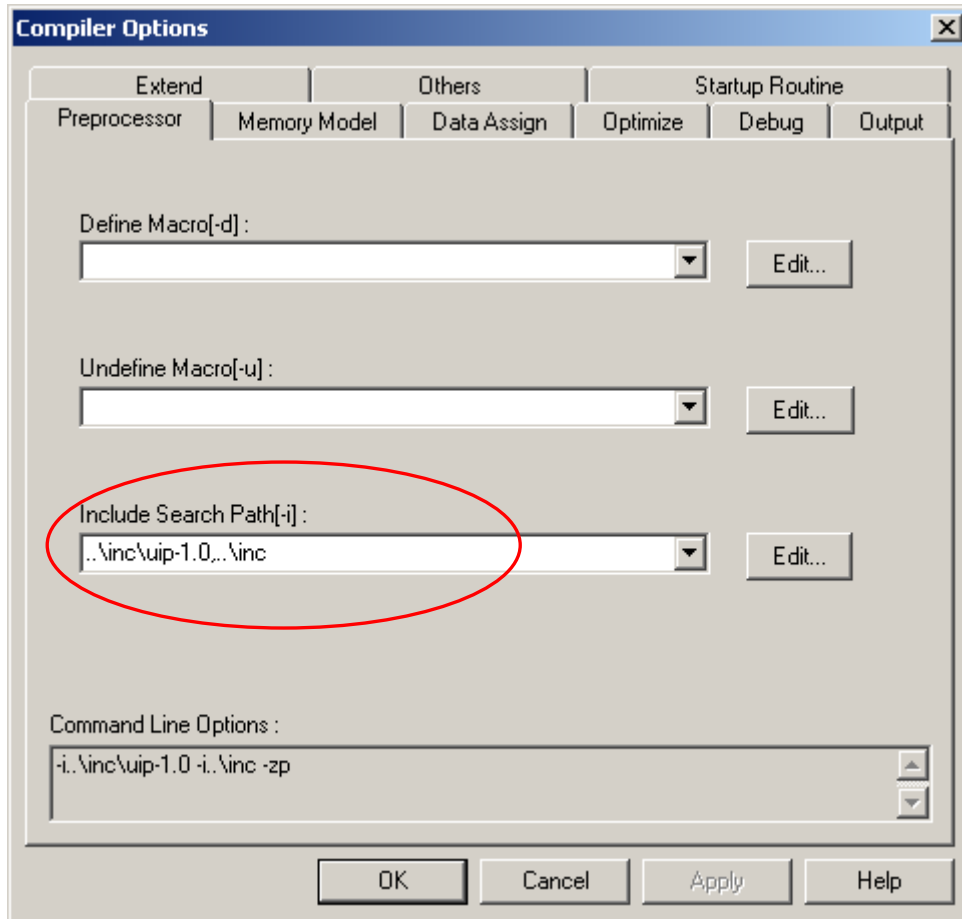 Compiler Options
Extend Others Startup Routine
Preprocessor Memory Model Data Assign Optimize Debug Output
Define Macro[-d] :
Edit...
Undefine Macro[-u] :
Edit...
Include Search Path[-i] :
..\inc\uip-1.0,..\inc Edit...
Command Line Options :
-i..\inc\uip-1.0 -i..\inc -zp
OK Cancel Apply Help